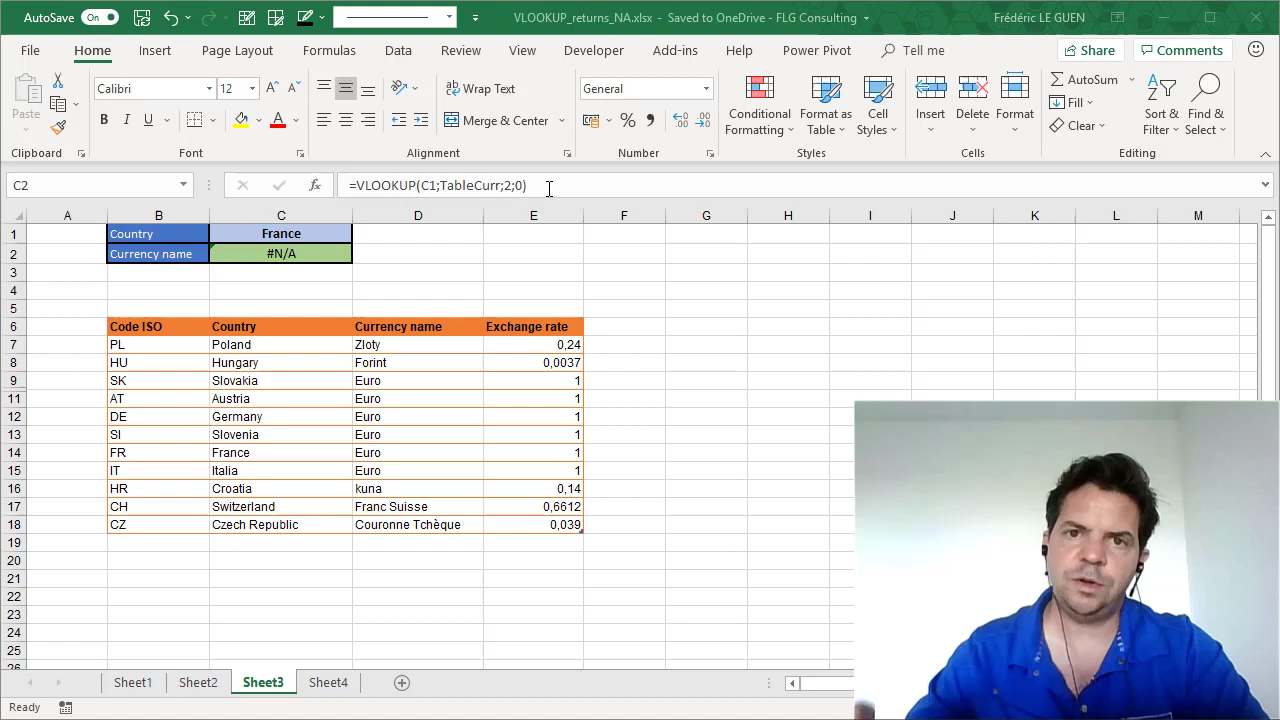 AutoSave On VLOOKUP_returns_NA.xlsx - Saved to OneDrive - FLG Consulting Frédéric LE GUEN
File Home Insert Page Layout Formulas Data Review View Developer Add-ins Help Power Pivot Tell me Share Comments
Paste
Clipboard
Calibri 12
B I U A
Font
Wrap Text
Merge & Center
Alignment
General
%
Number
Conditional Formatting
Format as Table
Cell Styles
Styles
Insert Delete Format
Cells
AutoSum
Fill
Clear
Sort & Filter
Find & Select
Editing
C2 fx =VLOOKUP(C1;TableCurr;2;0)
A B C D E F G H I J K L M
1 Country France
2 Currency name #N/A
3
4
5
6 Code ISO Country Currency name Exchange rate
7 PL Poland Zloty 0,24
8 HU Hungary Forint 0,0037
9 SK Slovakia Euro 1
11 AT Austria Euro 1
12 DE Germany Euro 1
13 SI Slovenia Euro 1
14 FR France Euro 1
15 IT Italia Euro 1
16 HR Croatia kuna 0,14
17 CH Switzerland Franc Suisse 0,6612
18 CZ Czech Republic Couronne Tchèque 0,039
19
20
21
22
23
24
25
26
Sheet1 Sheet2 Sheet3 Sheet4
Ready